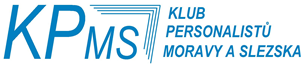 KPMS
KLUB
PERSONALISTŮ
MORAVY A SLEZSKA